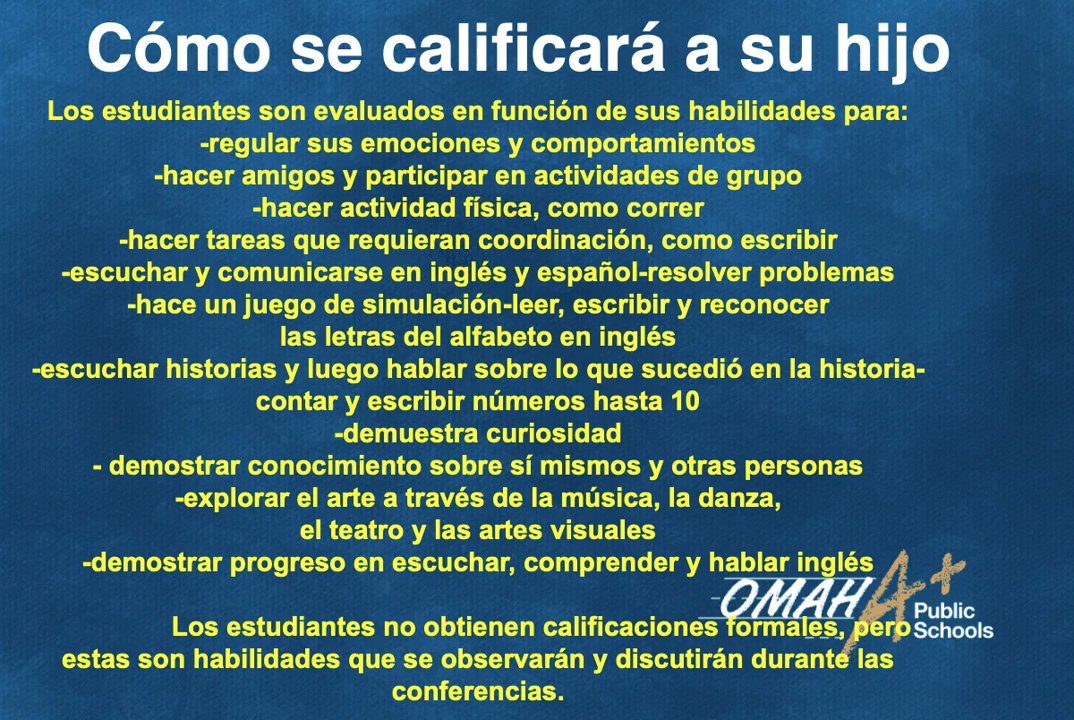 Cómo se calificará a su hijo
Los estudiantes son evaluados en función de sus habilidades para:
-regular sus emociones y comportamientos
-hacer amigos y participar en actividades de grupo
-hacer actividad física, como correr
-hacer tareas que requieran coordinación, como escribir
-escuchar y comunicarse en inglés y español-resolver problemas
-hace un juego de simulación-leer, escribir y reconocer
las letras del alfabeto en inglés
-escuchar historias y luego hablar sobre lo que sucedió en la historia-
contar y escribir números hasta 10
-demuestra curiosidad
- demostrar conocimiento sobre sí mismos y otras personas
-explorar el arte a través de la música, la danza,
el teatro y las artes visuales
-demostrar progreso en escuchar, comprender y hablar inglés
OMAHA+
Public
Schools
Los estudiantes no obtienen calificaciones formales, pero
estas son habilidades que se observarán y discutirán durante las
conferencias.